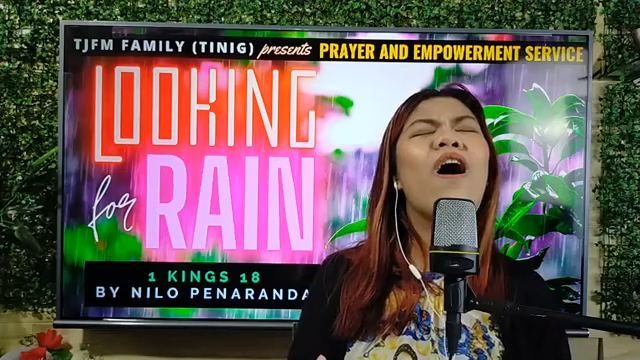 TJFM FAMILY (TINIG) presents PRAYER AND EMPOWERMENT SERVICE
LOOKING
for RAIN
1 KINGS 18
BY NILO PENARANDA